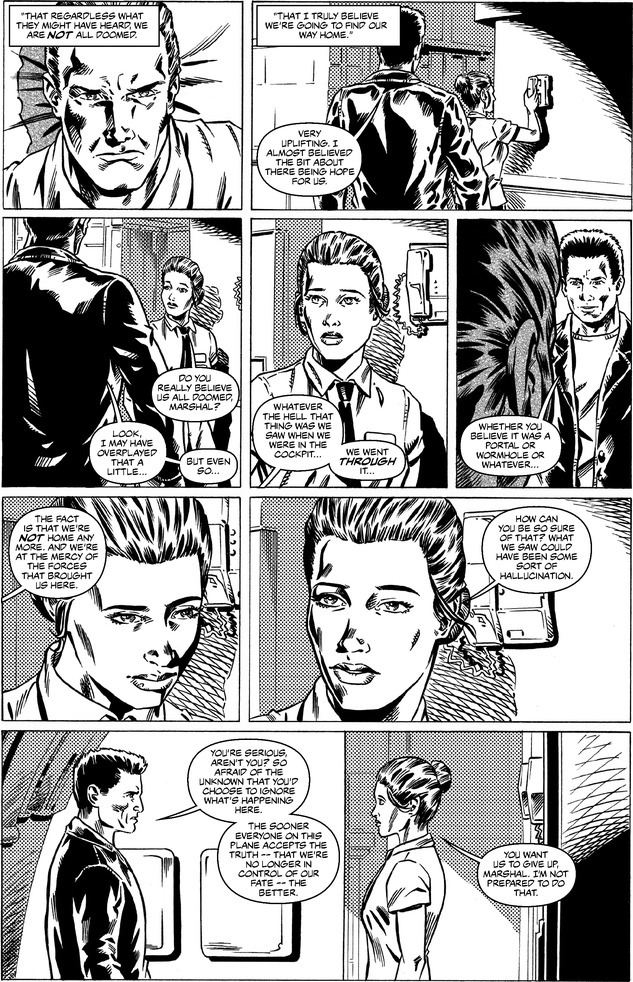 "THAT REGARDLESS WHAT
THEY MIGHT HAVE HEARD, WE
ARE NOT ALL DOOMED.
"THAT I TRULY BELIEVE
WE'RE GOING TO FIND OUR
WAY HOME."
VERY
UPLIFTING. I
ALMOST BELIEVED
THE BIT ABOUT
THERE BEING HOPE
FOR US.
DO YOU
REALLY BELIEVE
US ALL DOOMED,
MARSHAL?
LOOK,
I MAY HAVE
OVERPLAYED
THAT A
LITTLE...
BUT EVEN
SO...
WHATEVER
THE HELL THAT
THING WAS WE
SAW WHEN WE
WERE IN THE
COCKPIT...
WE WENT
THROUGH
IT...
WHETHER YOU
BELIEVE IT WAS A
PORTAL OR
WORMHOLE OR
WHATEVER...
THE FACT
IS THAT WE'RE
NOT HOME ANY
MORE. AND WE'RE
AT THE MERCY OF
THE FORCES
THAT BROUGHT
US HERE.
HOW CAN
YOU BE SO SURE
OF THAT? WHAT
WE SAW COULD
HAVE BEEN SOME
SORT OF
HALLUCINATION.
YOU'RE SERIOUS,
AREN'T YOU? SO
AFRAID OF THE
UNKNOWN THAT YOU'D
CHOOSE TO IGNORE
WHAT'S HAPPENING
HERE.
THE SOONER
EVERYONE ON THIS
PLANE ACCEPTS THE
TRUTH -- THAT WE'RE
NO LONGER IN
CONTROL OF OUR
FATE -- THE
BETTER.
YOU WANT
US TO GIVE UP,
MARSHAL. I'M NOT
PREPARED TO DO
THAT.